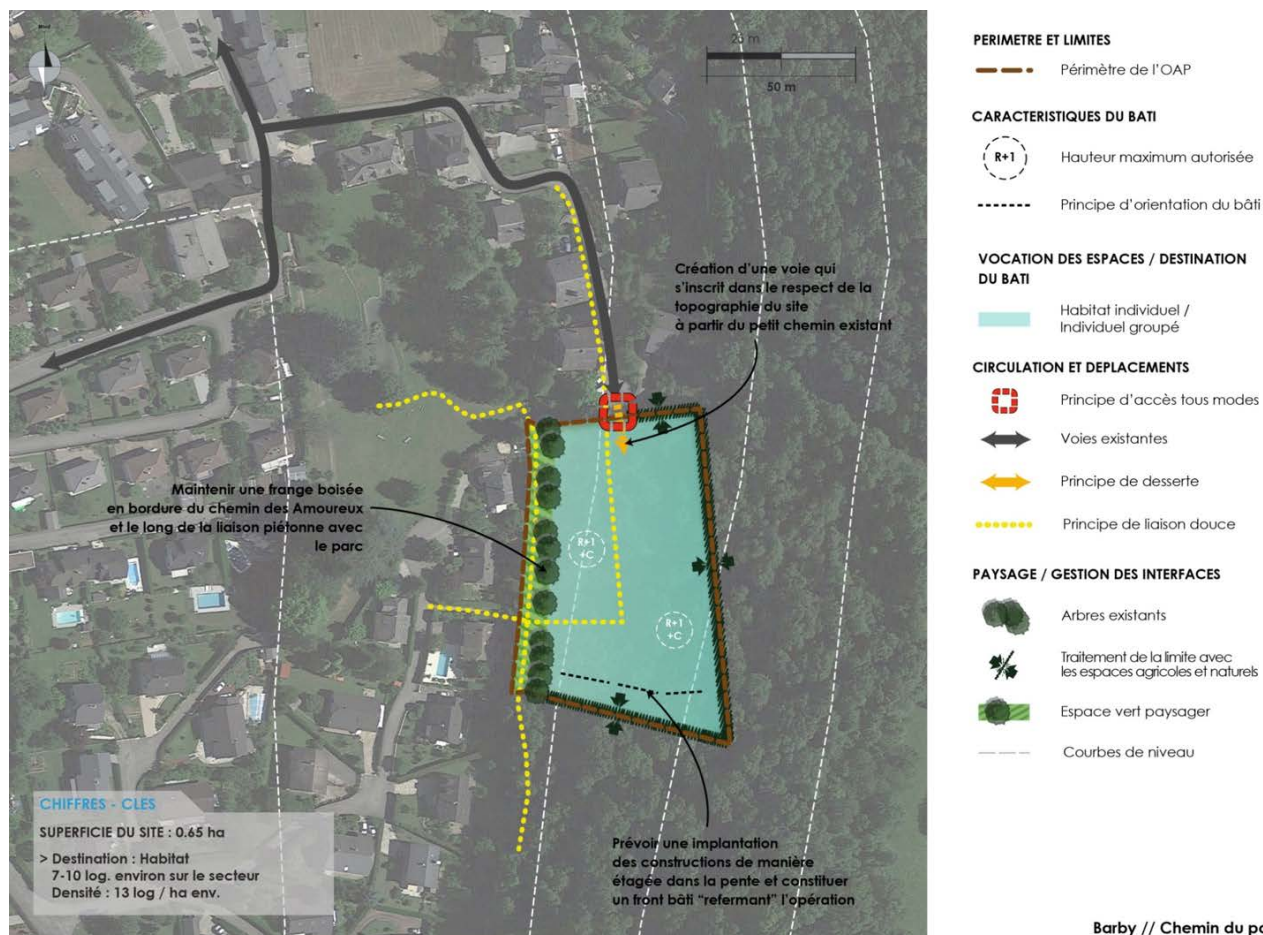 25 m
50 m
Création d'une voie qui
s'inscrit dans le respect de la
topographie du site
à partir du petit chemin existant
Maintenir une frange boisée
en bordure du chemin des Amoureux
et le long de la liaison piétonne avec
le parc
R+1
+C
R+1
+C
Prévoir une implantation
des constructions de manière
étagée dans la pente et constituer
un front bâti "refermant" l'opération
CHIFFRES - CLES
SUPERFICIE DU SITE : 0.65 ha
> Destination : Habitat
7-10 log. environ sur le secteur
Densité : 13 log / ha env.
PERIMETRE ET LIMITES
Périmètre de l'OAP
CARACTERISTIQUES DU BATI
R+1
Hauteur maximum autorisée
Principe d'orientation du bâti
VOCATION DES ESPACES / DESTINATION
DU BATI
Habitat individuel /
Individuel groupé
CIRCULATION ET DEPLACEMENTS
Principe d'accès tous modes
Voies existantes
Principe de desserte
Principe de liaison douce
PAYSAGE / GESTION DES INTERFACES
Arbres existants
Traitement de la limite avec
les espaces agricoles et naturels
Espace vert paysager
Courbes de niveau
Barby // Chemin du